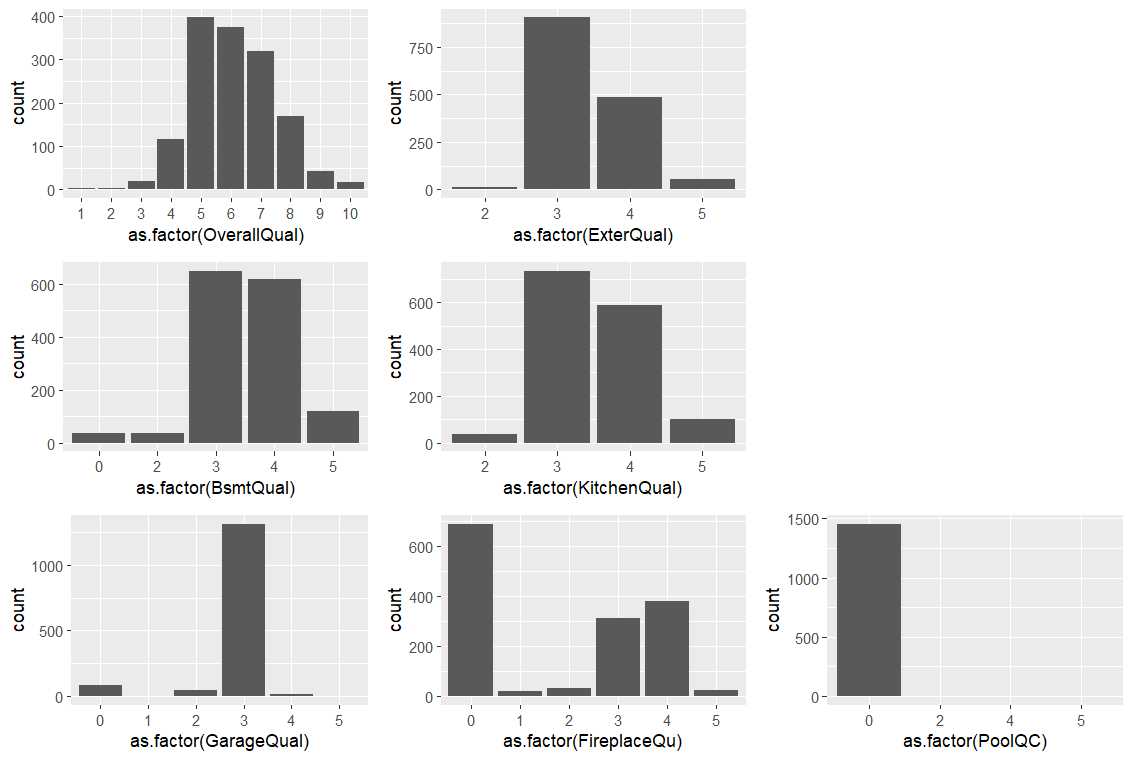 400
300
200
100
0
count
1 2 3 4 5 6 7 8 9 10
as.factor(OverallQual)
750
500
250
0
count
2 3 4 5
as.factor(ExterQual)
600
400
200
0
count
0 2 3 4 5
as.factor(BsmtQual)
600
400
200
0
count
2 3 4 5
as.factor(KitchenQual)
1000
500
0
count
0 1 2 3 4 5
as.factor(GarageQual)
600
400
200
0
count
0 1 2 3 4 5
as.factor(FireplaceQu)
1500
1000
500
0
count
0 2 4 5
as.factor(PoolQC)